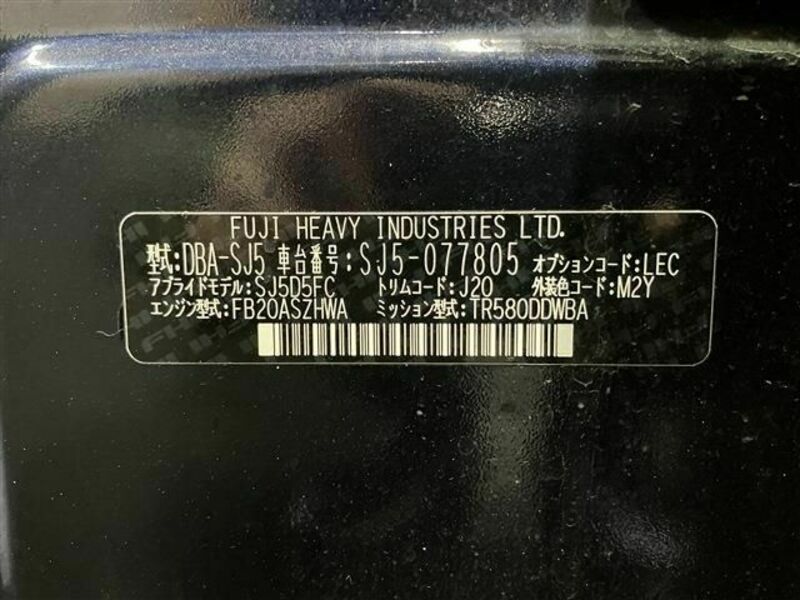 FUJI HEAVY INDUSTRIES LTD.
型式:DBA-SJ5 車台番号:SJ5-077805 オプションコード:LEC
アプライドモデル:SJ5D5FC トリムコード:J20 外装色コード:M2Y
エンジン型式:FB20ASZHWA ミッション型式:TR580DDWBA